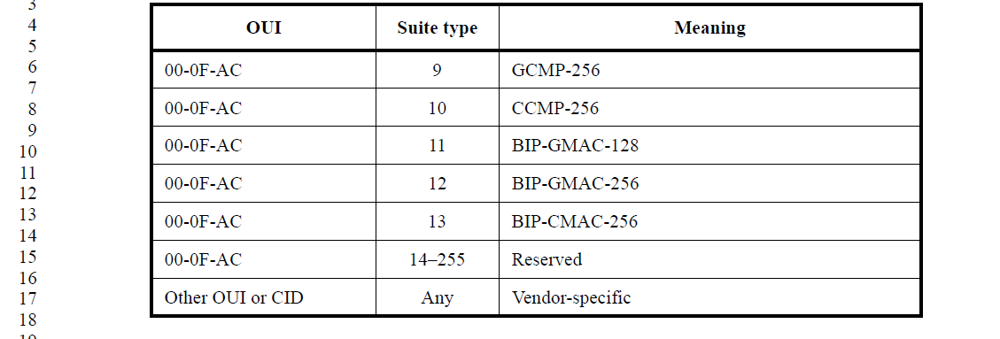 3
4 OUI Suite type Meaning
5
6 00-0F-AC 9 GCMP-256
7
8 00-0F-AC 10 CCMP-256
9
10 00-0F-AC 11 BIP-GMAC-128
11
12 00-0F-AC 12 BIP-GMAC-256
13 00-0F-AC 13 BIP-CMAC-256
14
15 00-0F-AC 14–255 Reserved
16
17 Other OUI or CID Any Vendor-specific
18